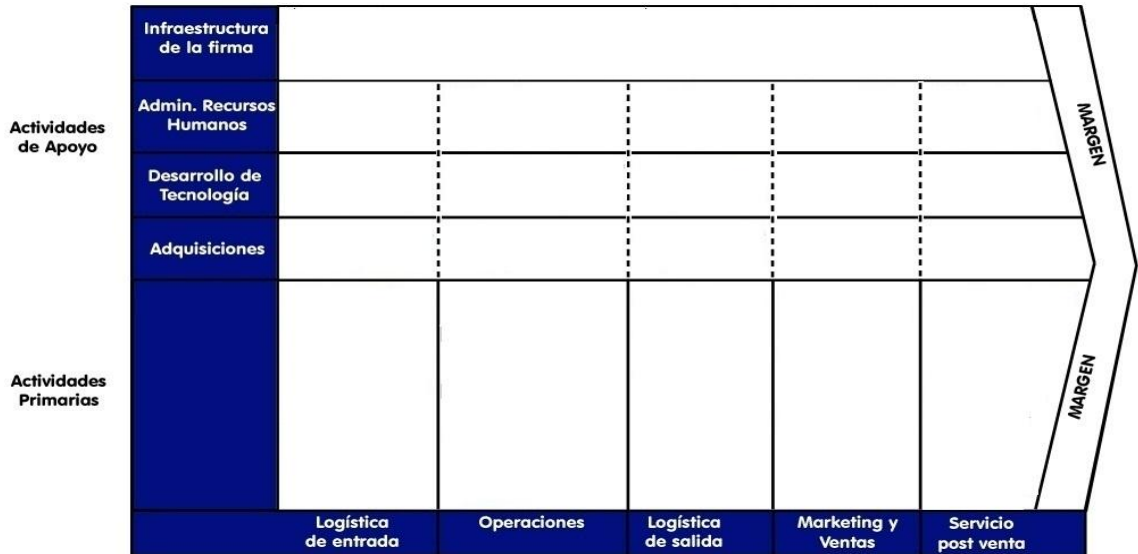 Infraestructura
de la firma
Admin. Recursos
Humanos
Actividades
de Apoyo
Desarrollo de
Tecnología
Adquisiciones
MARGEN
Actividades
Primarias
MARGEN
Logística
de entrada
Operaciones
Logística
de salida
Marketing y
Ventas
Servicio
post venta